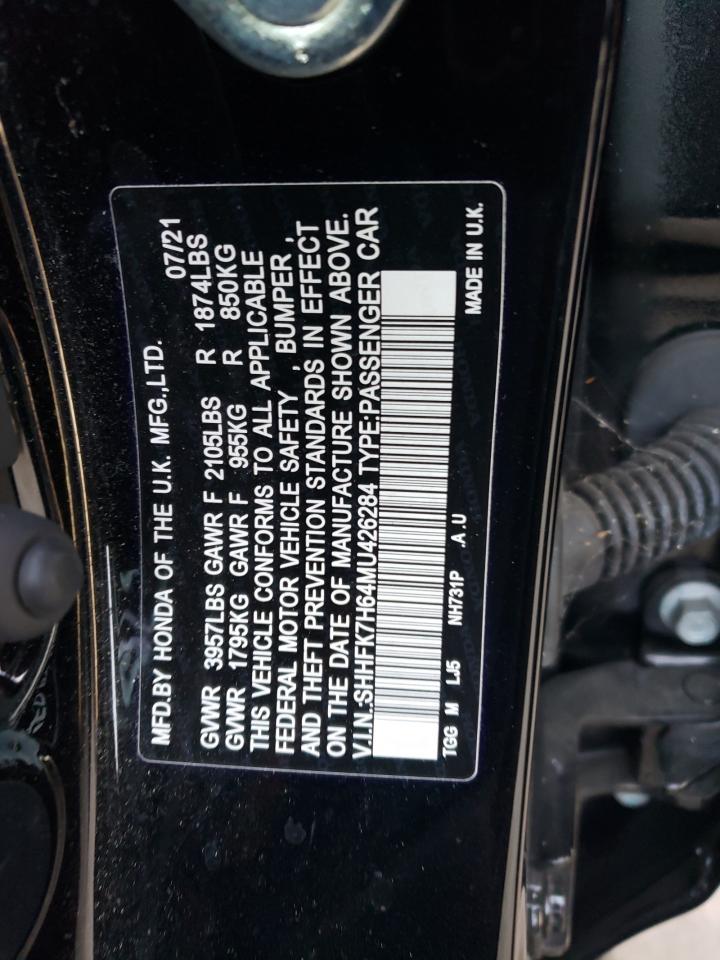 MFD.BY HONDA OF THE U.K. MFG.,LTD. 07/21
GVWR 3957LBS GAWR F 2105LBS R 1874LBS
GVWR 1795KG GAWR F 955KG R 850KG
THIS VEHICLE CONFORMS TO ALL APPLICABLE
FEDERAL MOTOR VEHICLE SAFETY , BUMPER ,
AND THEFT PREVENTION STANDARDS IN EFFECT
ON THE DATE OF MANUFACTURE SHOWN ABOVE.
V.I.N.:SHHFK7H64MU426284 TYPE:PASSENGER CAR
TGG M LJ5 NH731P .A.U MADE IN U.K.